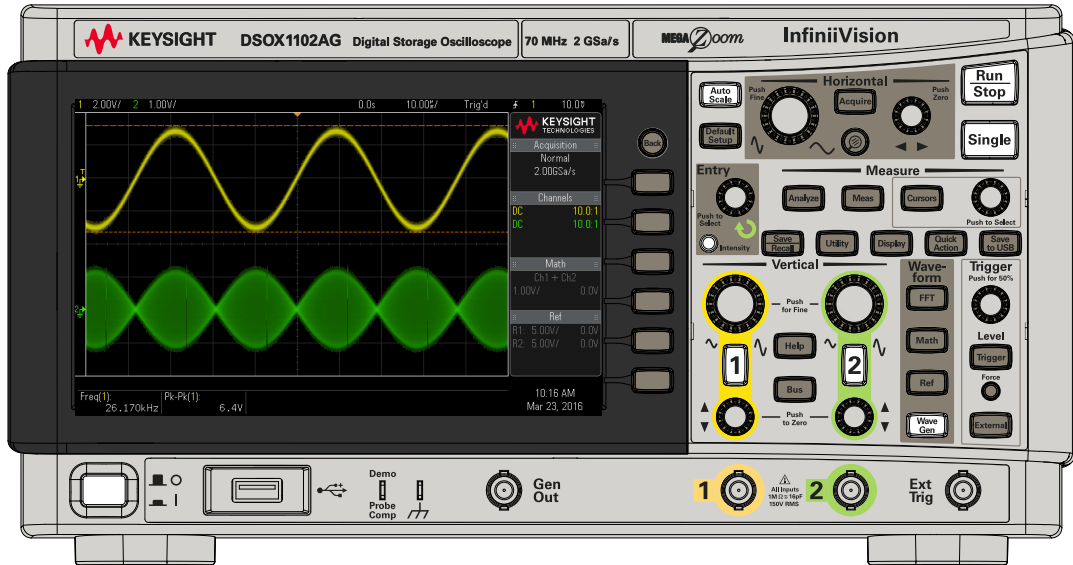 KEYSIGHT DSOX1102AG Digital Storage Oscilloscope 70 MHz 2 GSa/s MEGA Zoom InfiniiVision
1 2.00V/ 2 1.00V/ 0.0s 10.00%/ Trig'd 1 10.0V
KEYSIGHT
TECHNOLOGIES
Acquisition
Normal
2.00GSa/s
Channels
DC 10.0:1
DC 10.0:1
Math
Ch1 + Ch2
1.00V/ 0.0V
Ref
R1: 5.00V/ 0.0V
R2: 5.00V/ 0.0V
10:16 AM
Mar 23, 2016
1 T
2
Freq(1):
26.170kHz
Pk-Pk(1):
6.4V
Back
Auto
Scale
Default
Setup
Horizontal
Push
Fine
Acquire
Push
Zero
Run
Stop
Single
Entry
Push to
Select
Intensity
Measure
Analyze
Meas
Cursors
Push to Select
Save
Recall
Utility
Display
Quick
Action
Save
to USB
Vertical
Push
for Fine
1
Help
2
Bus
Push
to Zero
Wave-
form
FFT
Math
Ref
Wave
Gen
Trigger
Push for 50%
Level
Trigger
Force
External
Demo
Probe
Comp
Gen
Out
1
All Inputs
1MΩ≅16pF
150V RMS
2
Ext
Trig